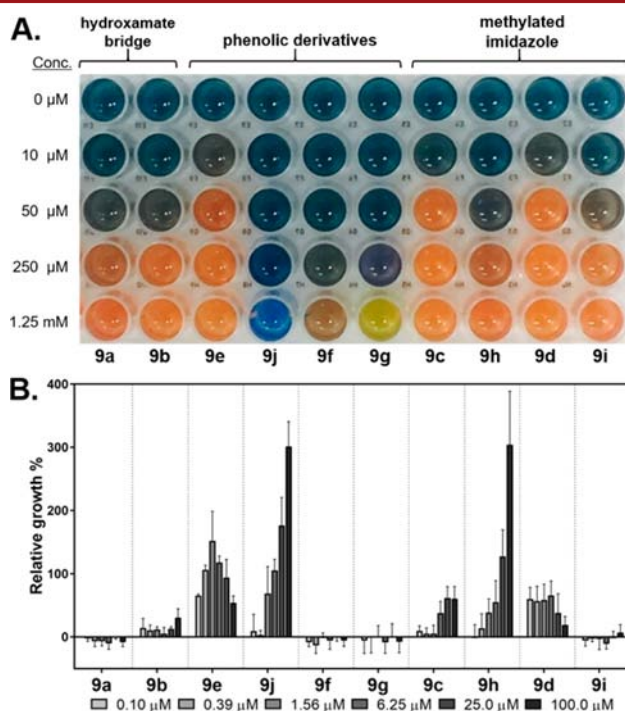 A.
hydroxamate
bridge
phenolic derivatives
methylated
imidazole
Conc.
0 μM
10 μM
50 μM
250 μM
1.25 mM
9a 9b 9e 9j 9f 9g 9c 9h 9d 9i
B.
400
300
200
100
0
Relative growth %
9a 9b 9e 9j 9f 9g 9c 9h 9d 9i
0.10 μM 0.39 μM 1.56 μM 6.25 μM 25.0 μM 100.0 μM